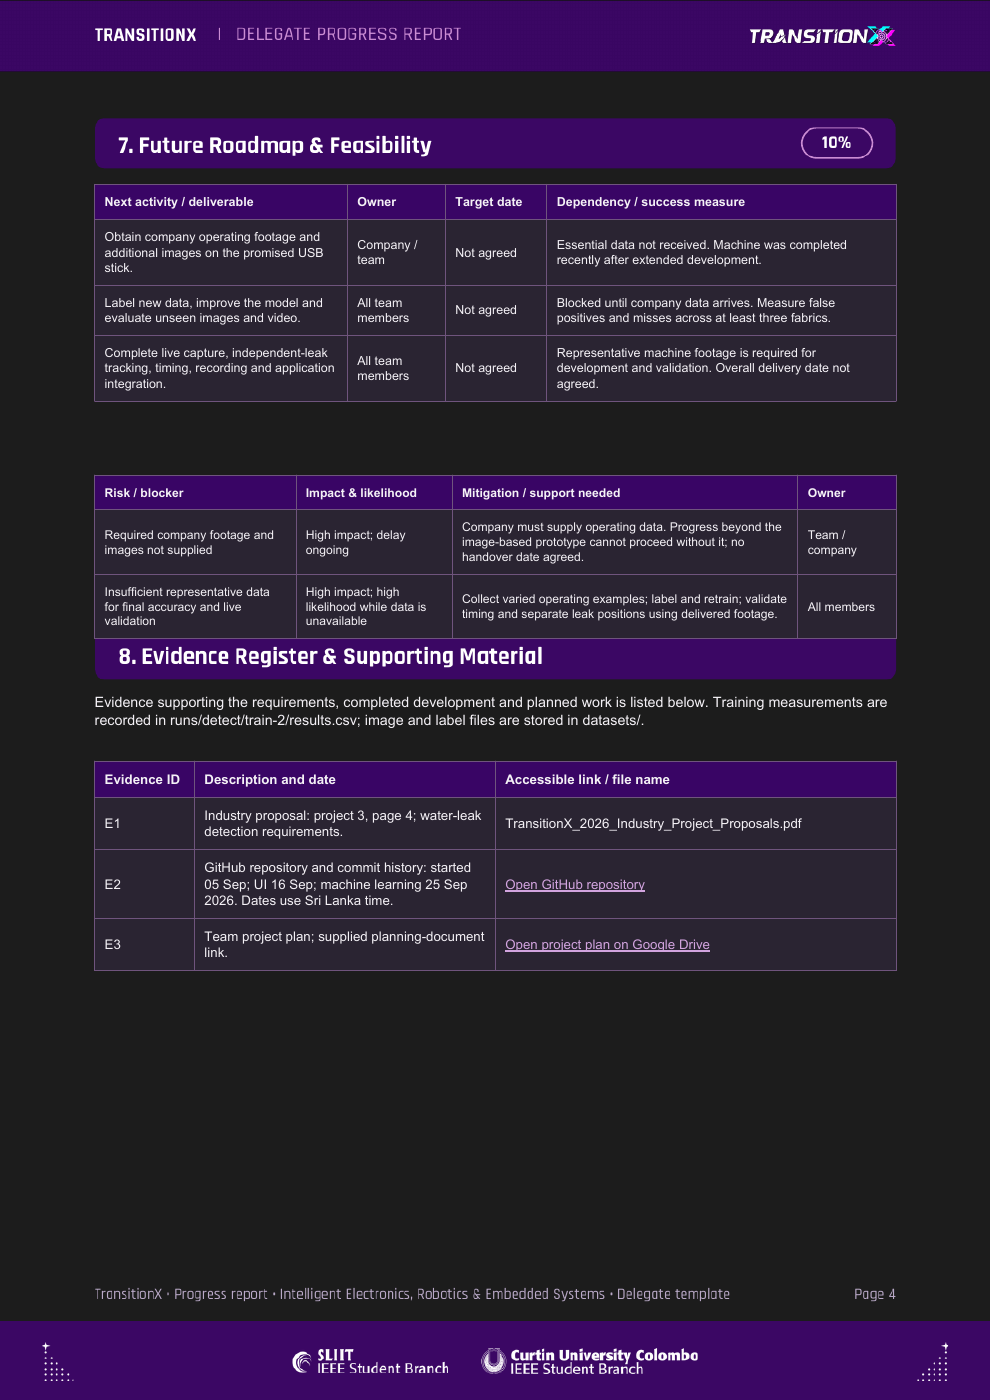 TRANSITIONX | DELEGATE PROGRESS REPORT
TRANSITIONX
7. Future Roadmap & Feasibility
10%
Next activity / deliverable
Owner
Target date
Dependency / success measure
Obtain company operating footage and
additional images on the promised USB
stick.
Company /
team
Not agreed
Essential data not received. Machine was completed
recently after extended development.
Label new data, improve the model and
evaluate unseen images and video.
All team
members
Not agreed
Blocked until company data arrives. Measure false
positives and misses across at least three fabrics.
Complete live capture, independent-leak
tracking, timing, recording and application
integration.
All team
members
Not agreed
Representative machine footage is required for
development and validation. Overall delivery date not
agreed.
Risk / blocker
Impact & likelihood
Mitigation / support needed
Owner
Required company footage and
images not supplied
High impact; delay
ongoing
Company must supply operating data. Progress beyond the
image-based prototype cannot proceed without it; no
handover date agreed.
Team /
company
Insufficient representative data
for final accuracy and live
validation
High impact; high
likelihood while data is
unavailable
Collect varied operating examples; label and retrain; validate
timing and separate leak positions using delivered footage.
All members
8. Evidence Register & Supporting Material
Evidence supporting the requirements, completed development and planned work is listed below. Training measurements are
recorded in runs/detect/train-2/results.csv; image and label files are stored in datasets/.
Evidence ID
Description and date
Accessible link / file name
E1
Industry proposal: project 3, page 4; water-leak
detection requirements.
TransitionX_2026_Industry_Project_Proposals.pdf
E2
GitHub repository and commit history: started
05 Sep; UI 16 Sep; machine learning 25 Sep
2026. Dates use Sri Lanka time.
Open GitHub repository
E3
Team project plan; supplied planning-document
link.
Open project plan on Google Drive
TransitionX • Progress report • Intelligent Electronics, Robotics & Embedded Systems • Delegate template
Page 4
SLIIT
IEEE Student Branch
Curtin University Colombo
IEEE Student Branch